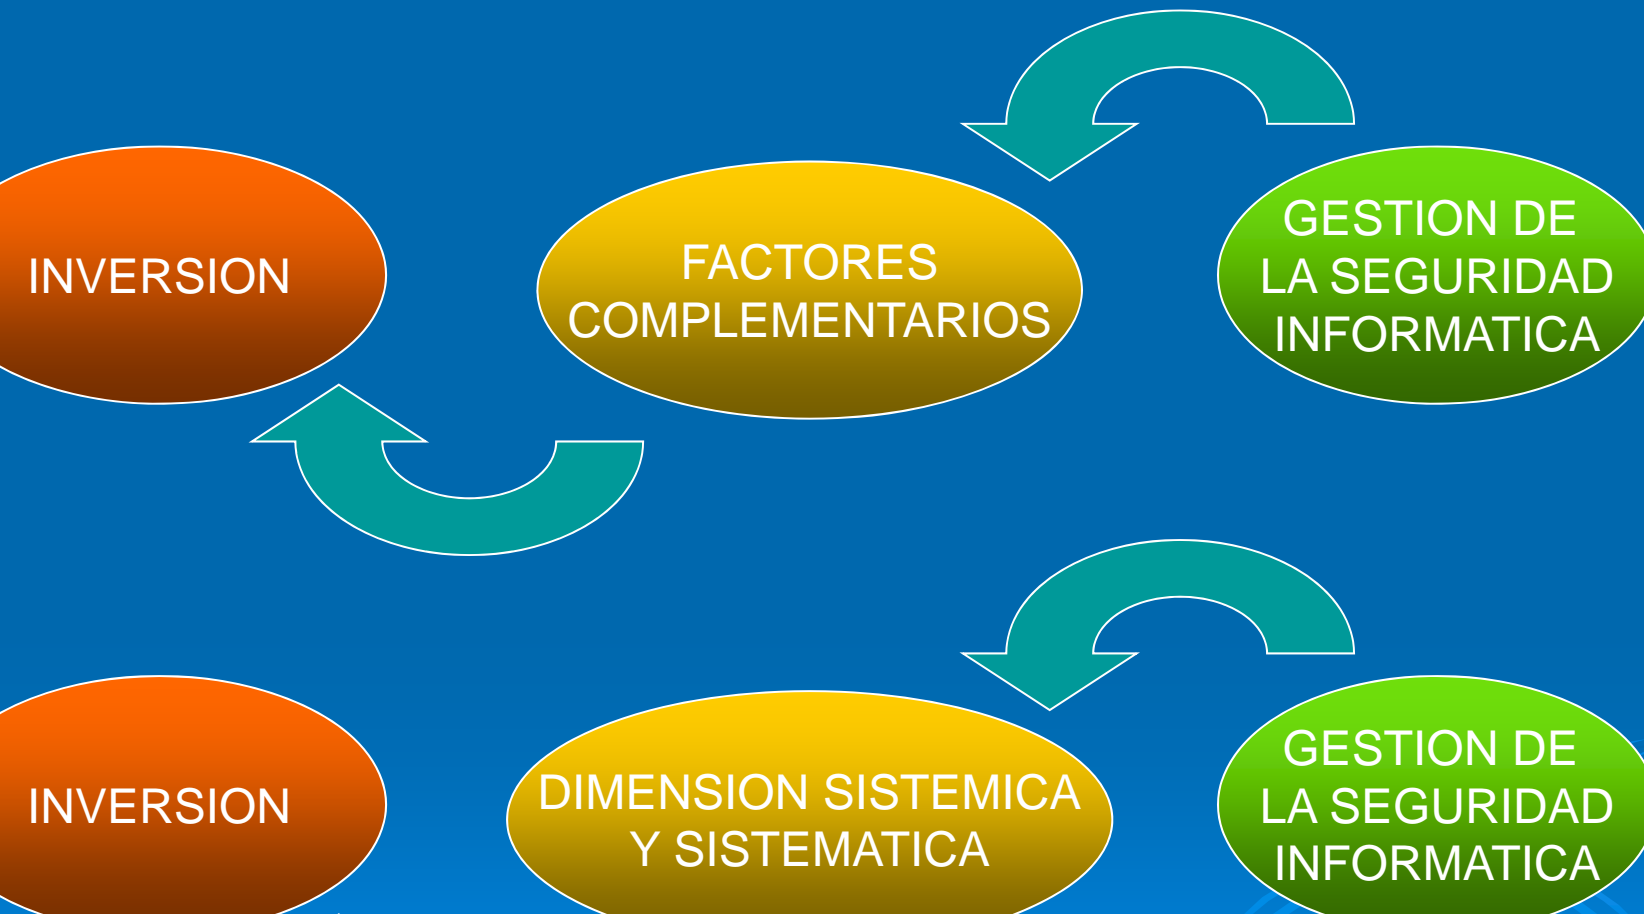 INVERSION
FACTORES
COMPLEMENTARIOS
GESTION DE
LA SEGURIDAD
INFORMATICA
INVERSION
DIMENSION SISTEMICA
Y SISTEMATICA
GESTION DE
LA SEGURIDAD
INFORMATICA